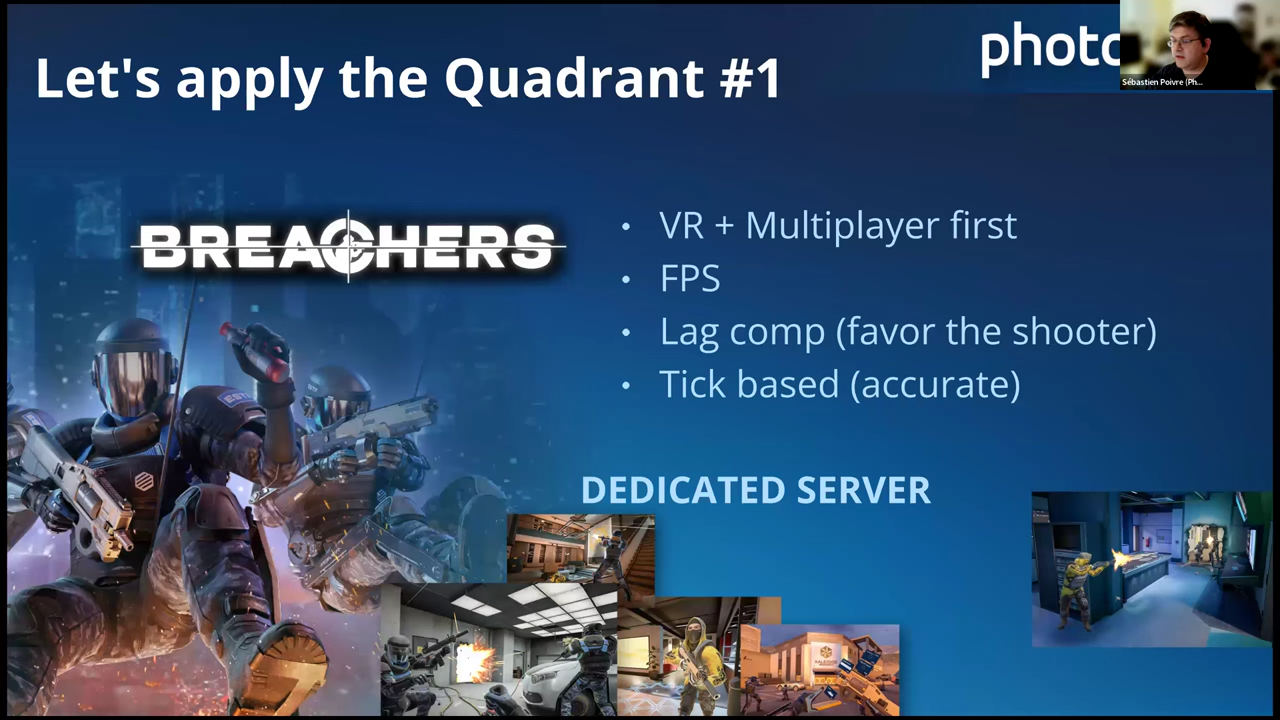 Let's apply the Quadrant #1
photo
Sébastien Poivre (Ph...
BREACHERS
• VR + Multiplayer first
• FPS
• Lag comp (favor the shooter)
• Tick based (accurate)
DEDICATED SERVER